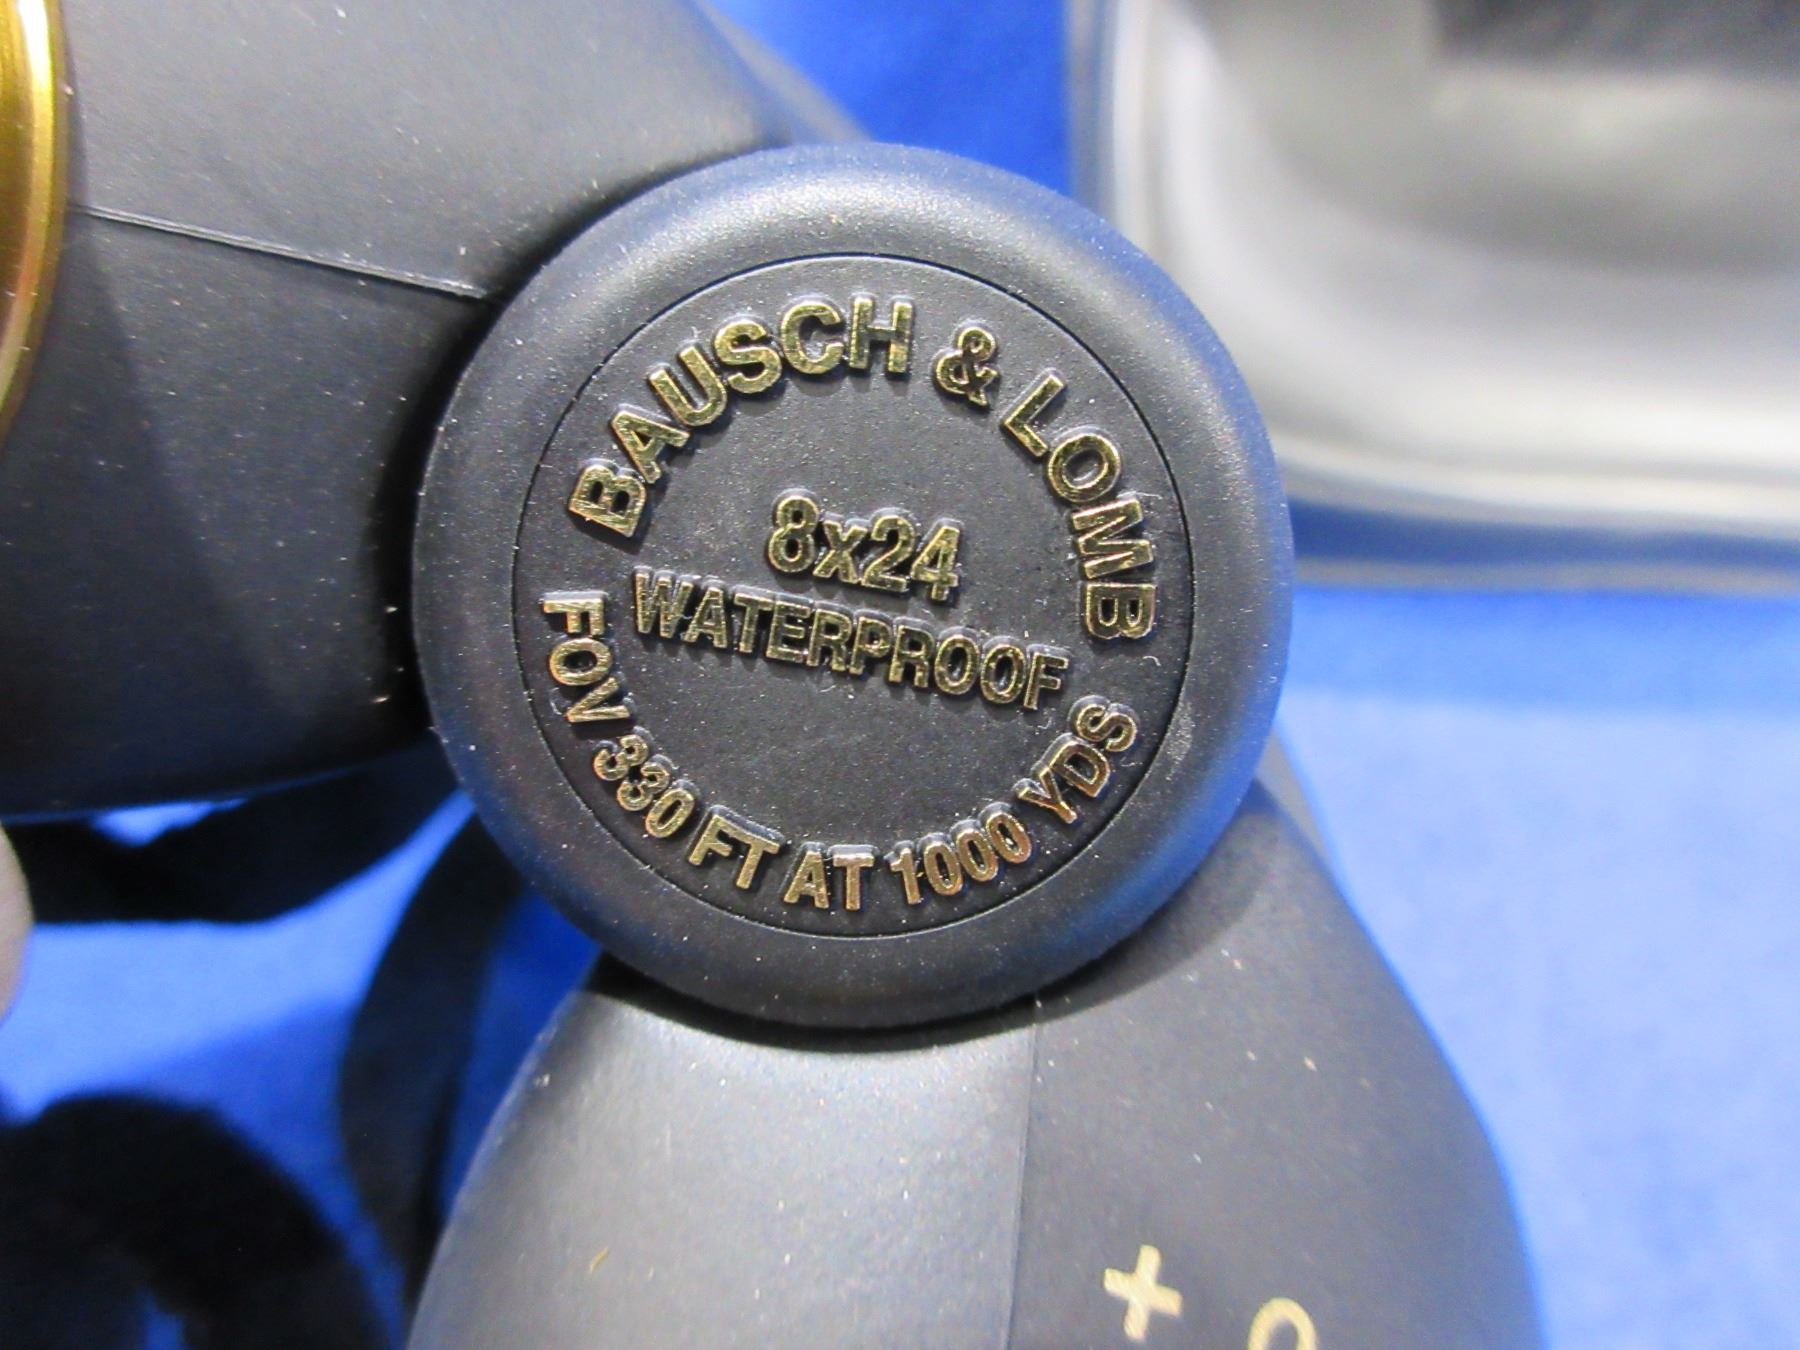 BAUSCH & LOMB
8x24
WATERPROOF
FOV 330 FT AT 1000 YDS
+